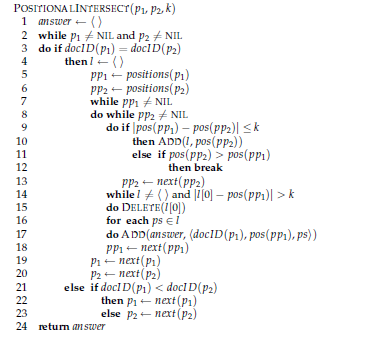 POSITIONALINTERSECT(p1, p2, k)
1 answer ← ⟨ ⟩
2 while p1 ≠ NIL and p2 ≠ NIL
3 do if docID(p1) = docID(p2)
4 then l ← ⟨ ⟩
5 pp1 ← positions(p1)
6 pp2 ← positions(p2)
7 while pp1 ≠ NIL
8 do while pp2 ≠ NIL
9 do if |pos(pp1) − pos(pp2)| ≤ k
10 then ADD(l, pos(pp2))
11 else if pos(pp2) > pos(pp1)
12 then break
13 pp2 ← next(pp2)
14 while l ≠ ⟨ ⟩ and |l[0] − pos(pp1)| > k
15 do DELETE(l[0])
16 for each ps ∈ l
17 do ADD(answer, ⟨docID(p1), pos(pp1), ps⟩)
18 pp1 ← next(pp1)
19 p1 ← next(p1)
20 p2 ← next(p2)
21 else if docID(p1) < docID(p2)
22 then p1 ← next(p1)
23 else p2 ← next(p2)
24 return answer